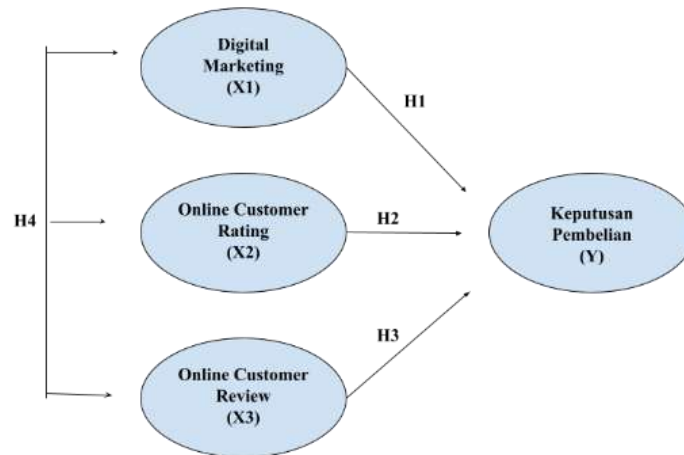 Digital
Marketing
(X1)
H1
H4
Online Customer
Rating
(X2)
H2
Keputusan
Pembelian
(Y)
H3
Online Customer
Review
(X3)